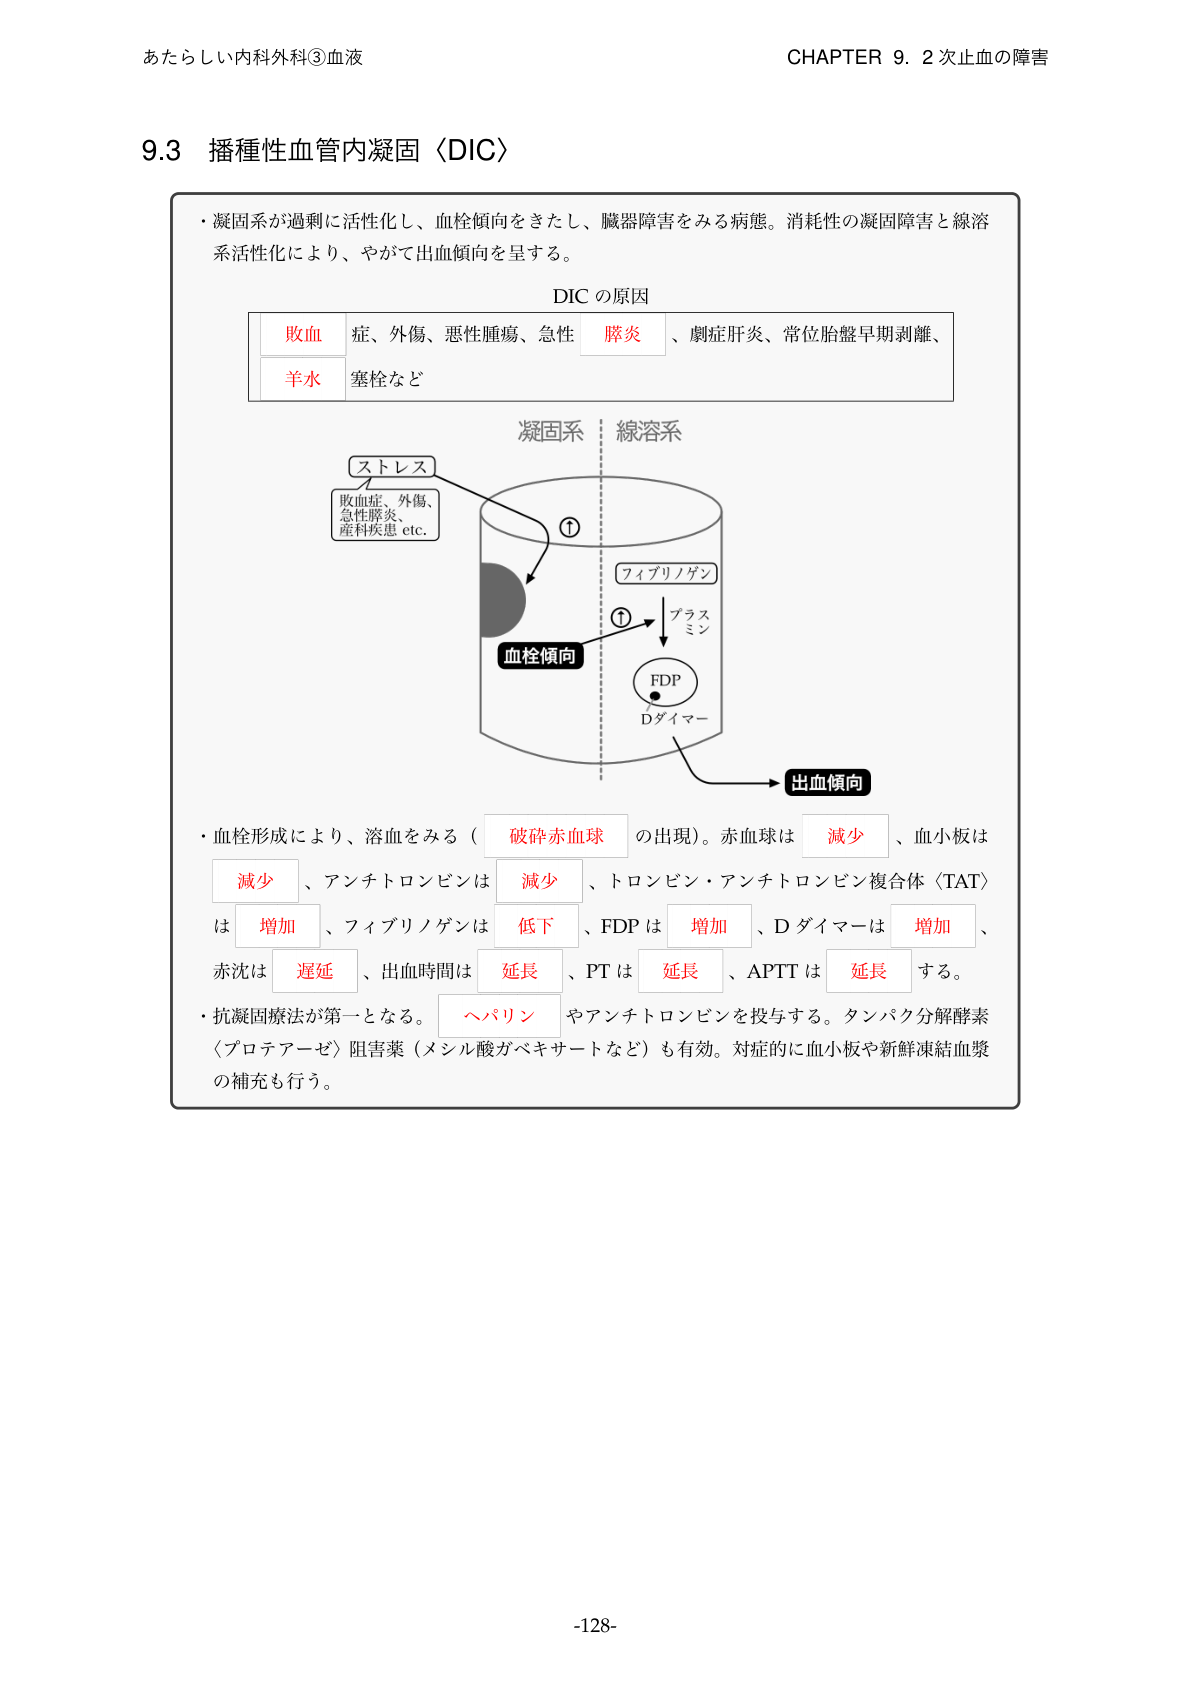 あたらしい内科外科③血液
CHAPTER 9. 2次止血の障害
9.3 播種性血管内凝固〈DIC〉
・凝固系が過剰に活性化し、血栓傾向をきたし、臓器障害をみる病態。消耗性の凝固障害と線溶
系活性化により、やがて出血傾向を呈する。
DIC の原因
敗血 症、外傷、悪性腫瘍、急性 膵炎 、劇症肝炎、常位胎盤早期剥離、
羊水 塞栓など
凝固系 線溶系
ストレス
敗血症、外傷、
急性膵炎、
産科疾患 etc.
↑
フィブリノゲン
↑
プラス
ミン
血栓傾向
FDP
Dダイマー
出血傾向
・血栓形成により、溶血をみる（ 破砕赤血球 の出現）。赤血球は 減少 、血小板は
減少 、アンチトロンビンは 減少 、トロンビン・アンチトロンビン複合体〈TAT〉
は 増加 、フィブリノゲンは 低下 、FDP は 増加 、D ダイマーは 増加 、
赤沈は 遅延 、出血時間は 延長 、PT は 延長 、APTT は 延長 する。
・抗凝固療法が第一となる。 ヘパリン やアンチトロンビンを投与する。タンパク分解酵素
〈プロテアーゼ〉阻害薬（メシル酸ガベキサートなど）も有効。対症的に血小板や新鮮凍結血漿
の補充も行う。
-128-